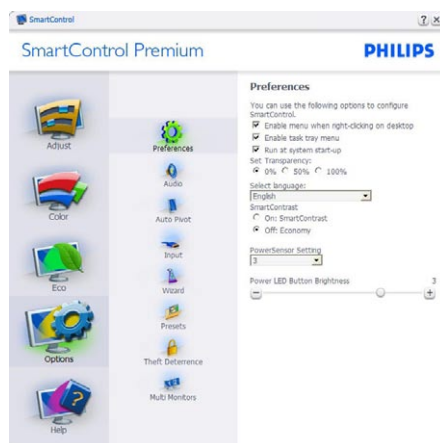 SmartControl
SmartControl Premium
PHILIPS
Adjust
Color
Eco
Options
Help
Preferences
Audio
Auto Pivot
Input
Wizard
Presets
Theft Deterrence
Multi Monitors
Preferences
You can use the following options to configure
SmartControl.
Enable menu when right-clicking on desktop
Enable task tray menu
Run at system start-up
Set Transparency:
0% 50% 100%
Select language:
English
SmartContrast
On: SmartContrast
Off: Economy
PowerSensor Setting
3
Power LED Button Brightness 3